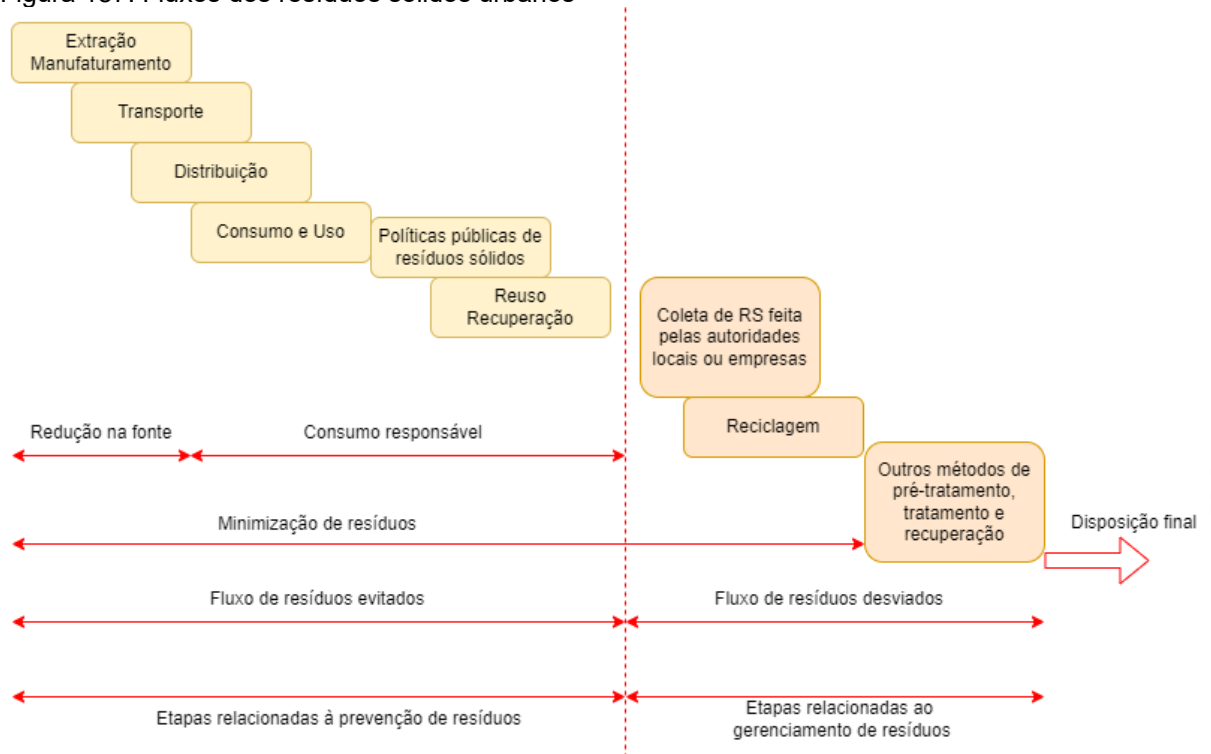 Extração
Manufaturamento
Transporte
Distribuição
Consumo e Uso
Políticas públicas de
resíduos sólidos
Reuso
Recuperação
Coleta de RS feita
pelas autoridades
locais ou empresas
Reciclagem
Outros métodos de
pré-tratamento,
tratamento e
recuperação
Disposição final
Redução na fonte
Consumo responsável
Minimização de resíduos
Fluxo de resíduos evitados
Fluxo de resíduos desviados
Etapas relacionadas à prevenção de resíduos
Etapas relacionadas ao
gerenciamento de resíduos